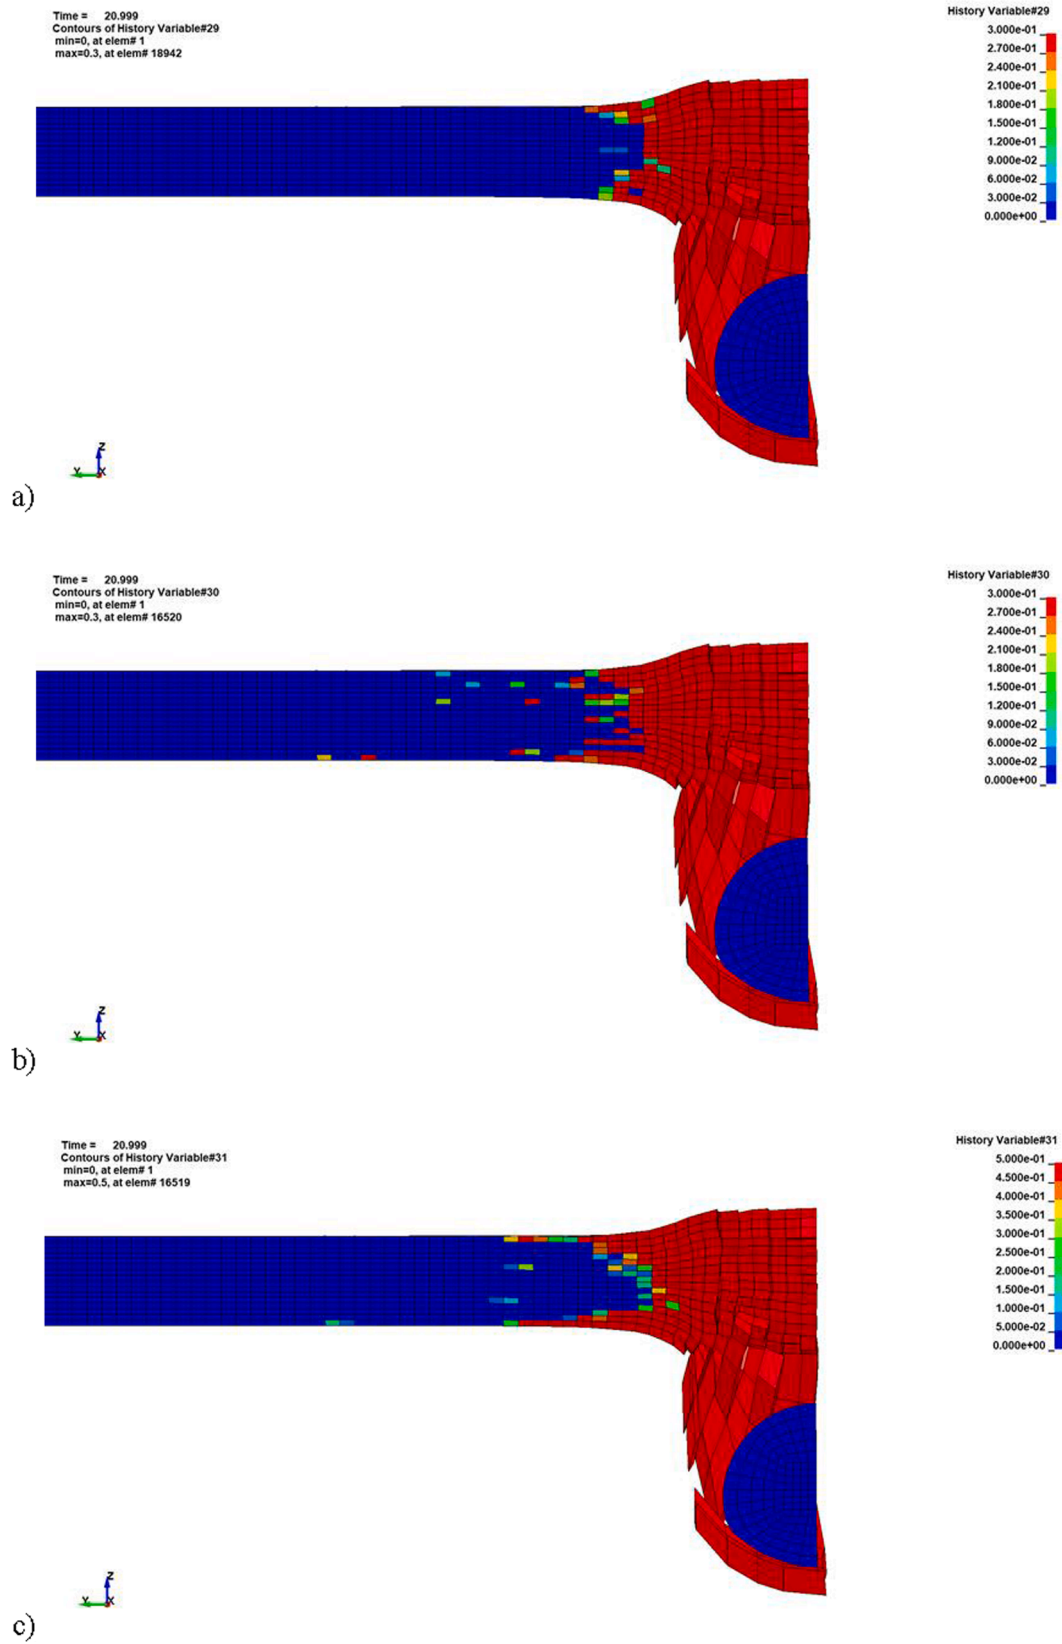 Time = 20.999
Contours of History Variable#29
min=0, at elem# 1
max=0.3, at elem# 18942
History Variable#29
3.000e-01
2.700e-01
2.400e-01
2.100e-01
1.800e-01
1.500e-01
1.200e-01
9.000e-02
6.000e-02
3.000e-02
0.000e+00
Z
Y X
a)
Time = 20.999
Contours of History Variable#30
min=0, at elem# 1
max=0.3, at elem# 16520
History Variable#30
3.000e-01
2.700e-01
2.400e-01
2.100e-01
1.800e-01
1.500e-01
1.200e-01
9.000e-02
6.000e-02
3.000e-02
0.000e+00
Z
Y X
b)
Time = 20.999
Contours of History Variable#31
min=0, at elem# 1
max=0.5, at elem# 16519
History Variable#31
5.000e-01
4.500e-01
4.000e-01
3.500e-01
3.000e-01
2.500e-01
2.000e-01
1.500e-01
1.000e-01
5.000e-02
0.000e+00
Z
Y X
c)